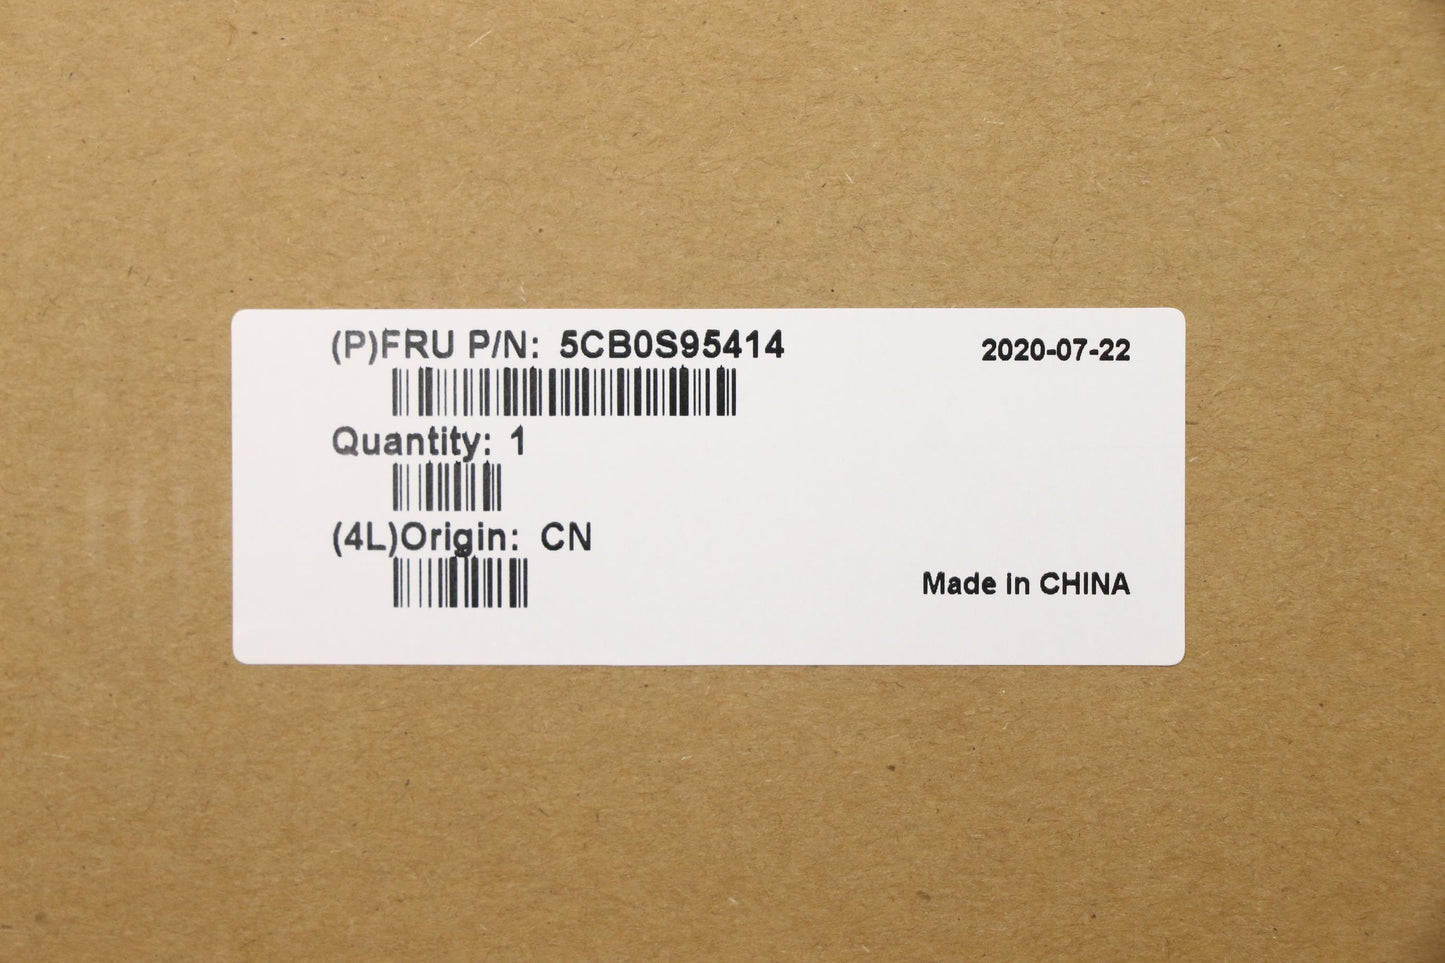 (P)FRU P/N: 5CB0S95414
2020-07-22
Quantity: 1
(4L)Origin: CN
Made in CHINA